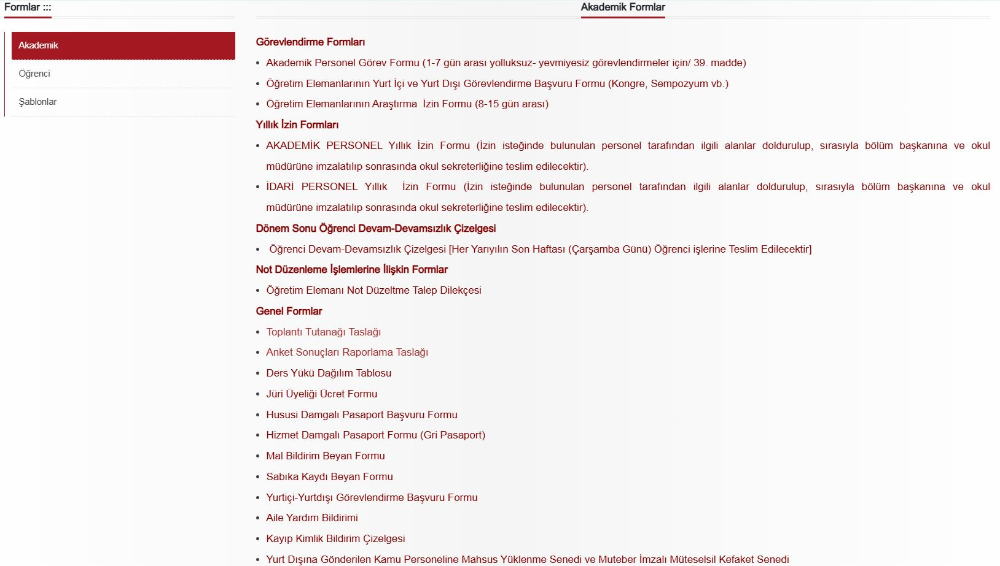 Formlar :::
Akademik
Öğrenci
Şablonlar
Akademik Formlar
Görevlendirme Formları
• Akademik Personel Görev Formu (1-7 gün arası yolluksuz- yevmiyesiz görevlendirmeler için/ 39. madde)
• Öğretim Elemanlarının Yurt İçi ve Yurt Dışı Görevlendirme Başvuru Formu (Kongre, Sempozyum vb.)
• Öğretim Elemanlarının Araştırma  İzin Formu (8-15 gün arası)
Yıllık İzin Formları
• AKADEMİK PERSONEL Yıllık İzin Formu (İzin isteğinde bulunulan personel tarafından ilgili alanlar doldurulup, sırasıyla bölüm başkanına ve okul
müdürüne imzalatılıp sonrasında okul sekreterliğine teslim edilecektir).
• İDARİ PERSONEL Yıllık  İzin Formu (İzin isteğinde bulunulan personel tarafından ilgili alanlar doldurulup, sırasıyla bölüm başkanına ve okul
müdürüne imzalatılıp sonrasında okul sekreterliğine teslim edilecektir).
Dönem Sonu Öğrenci Devam-Devamsızlık Çizelgesi
• Öğrenci Devam-Devamsızlık Çizelgesi [Her Yarıyılın Son Haftası (Çarşamba Günü) Öğrenci işlerine Teslim Edilecektir]
Not Düzenleme İşlemlerine İlişkin Formlar
• Öğretim Elemanı Not Düzeltme Talep Dilekçesi
Genel Formlar
• Toplantı Tutanağı Taslağı
• Anket Sonuçları Raporlama Taslağı
• Ders Yükü Dağılım Tablosu
• Jüri Üyeliği Ücret Formu
• Hususi Damgalı Pasaport Başvuru Formu
• Hizmet Damgalı Pasaport Formu (Gri Pasaport)
• Mal Bildirim Beyan Formu
• Sabıka Kaydı Beyan Formu
• Yurtiçi-Yurtdışı Görevlendirme Başvuru Formu
• Aile Yardım Bildirimi
• Kayıp Kimlik Bildirim Çizelgesi
• Yurt Dışına Gönderilen Kamu Personeline Mahsus Yüklenme Senedi ve Muteber İmzalı Müteselsil Kefaket Senedi